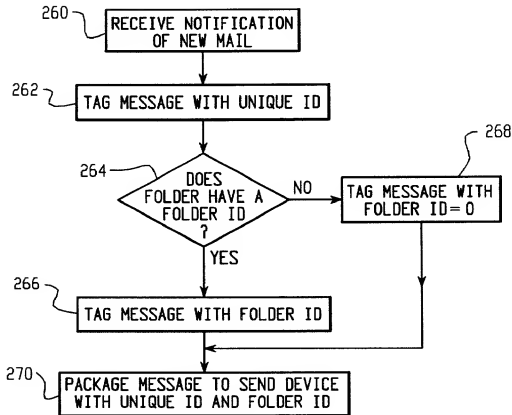 260
RECEIVE NOTIFICATION
OF NEW MAIL
262
TAG MESSAGE WITH UNIQUE ID
264
DOES
FOLDER HAVE A
FOLDER ID
?
NO
268
TAG MESSAGE WITH
FOLDER ID=0
YES
266
TAG MESSAGE WITH FOLDER ID
270
PACKAGE MESSAGE TO SEND DEVICE
WITH UNIQUE ID AND FOLDER ID